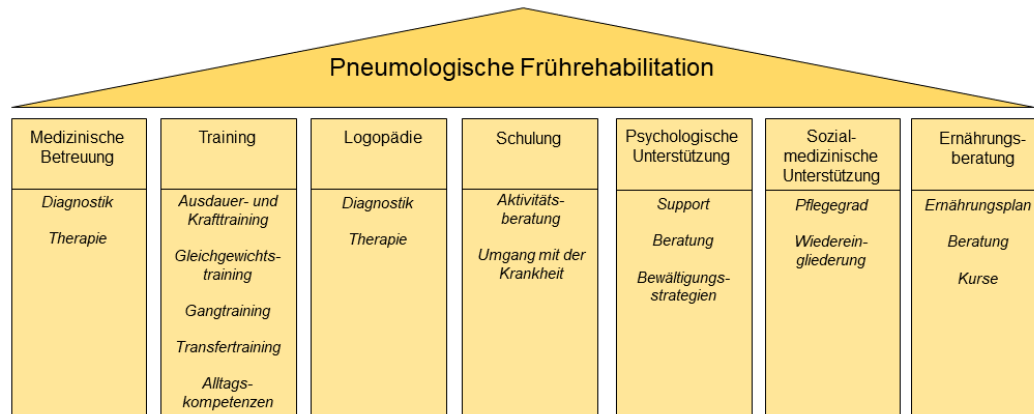 Pneumologische Frührehabilitation
Medizinische
Betreuung
Diagnostik
Therapie
Training
Ausdauer- und
Krafttraining
Gleichgewichts-
training
Gangtraining
Transfertraining
Alltags-
kompetenzen
Logopädie
Diagnostik
Therapie
Schulung
Aktivitäts-
beratung
Umgang mit der
Krankheit
Psychologische
Unterstützung
Support
Beratung
Bewältigungs-
strategien
Sozial-
medizinische
Unterstützung
Pflegegrad
Wiederein-
gliederung
Ernährungs-
beratung
Ernährungsplan
Beratung
Kurse